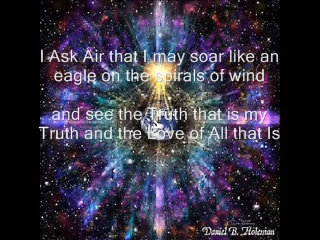 I Ask Air that I may soar like an
eagle on the spirals of wind
and see the Truth that is my
Truth and the Love of All that Is
Daniel B. Holeman